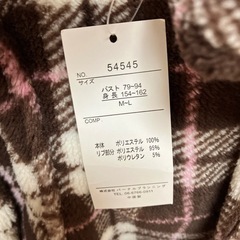 NO. 54545
サイズ
バスト 79~94
身長 154~162
M~L
COMP.
本体 ポリエステル 100%
リブ部分 ポリエステル 95%
ポリウレタン 5%